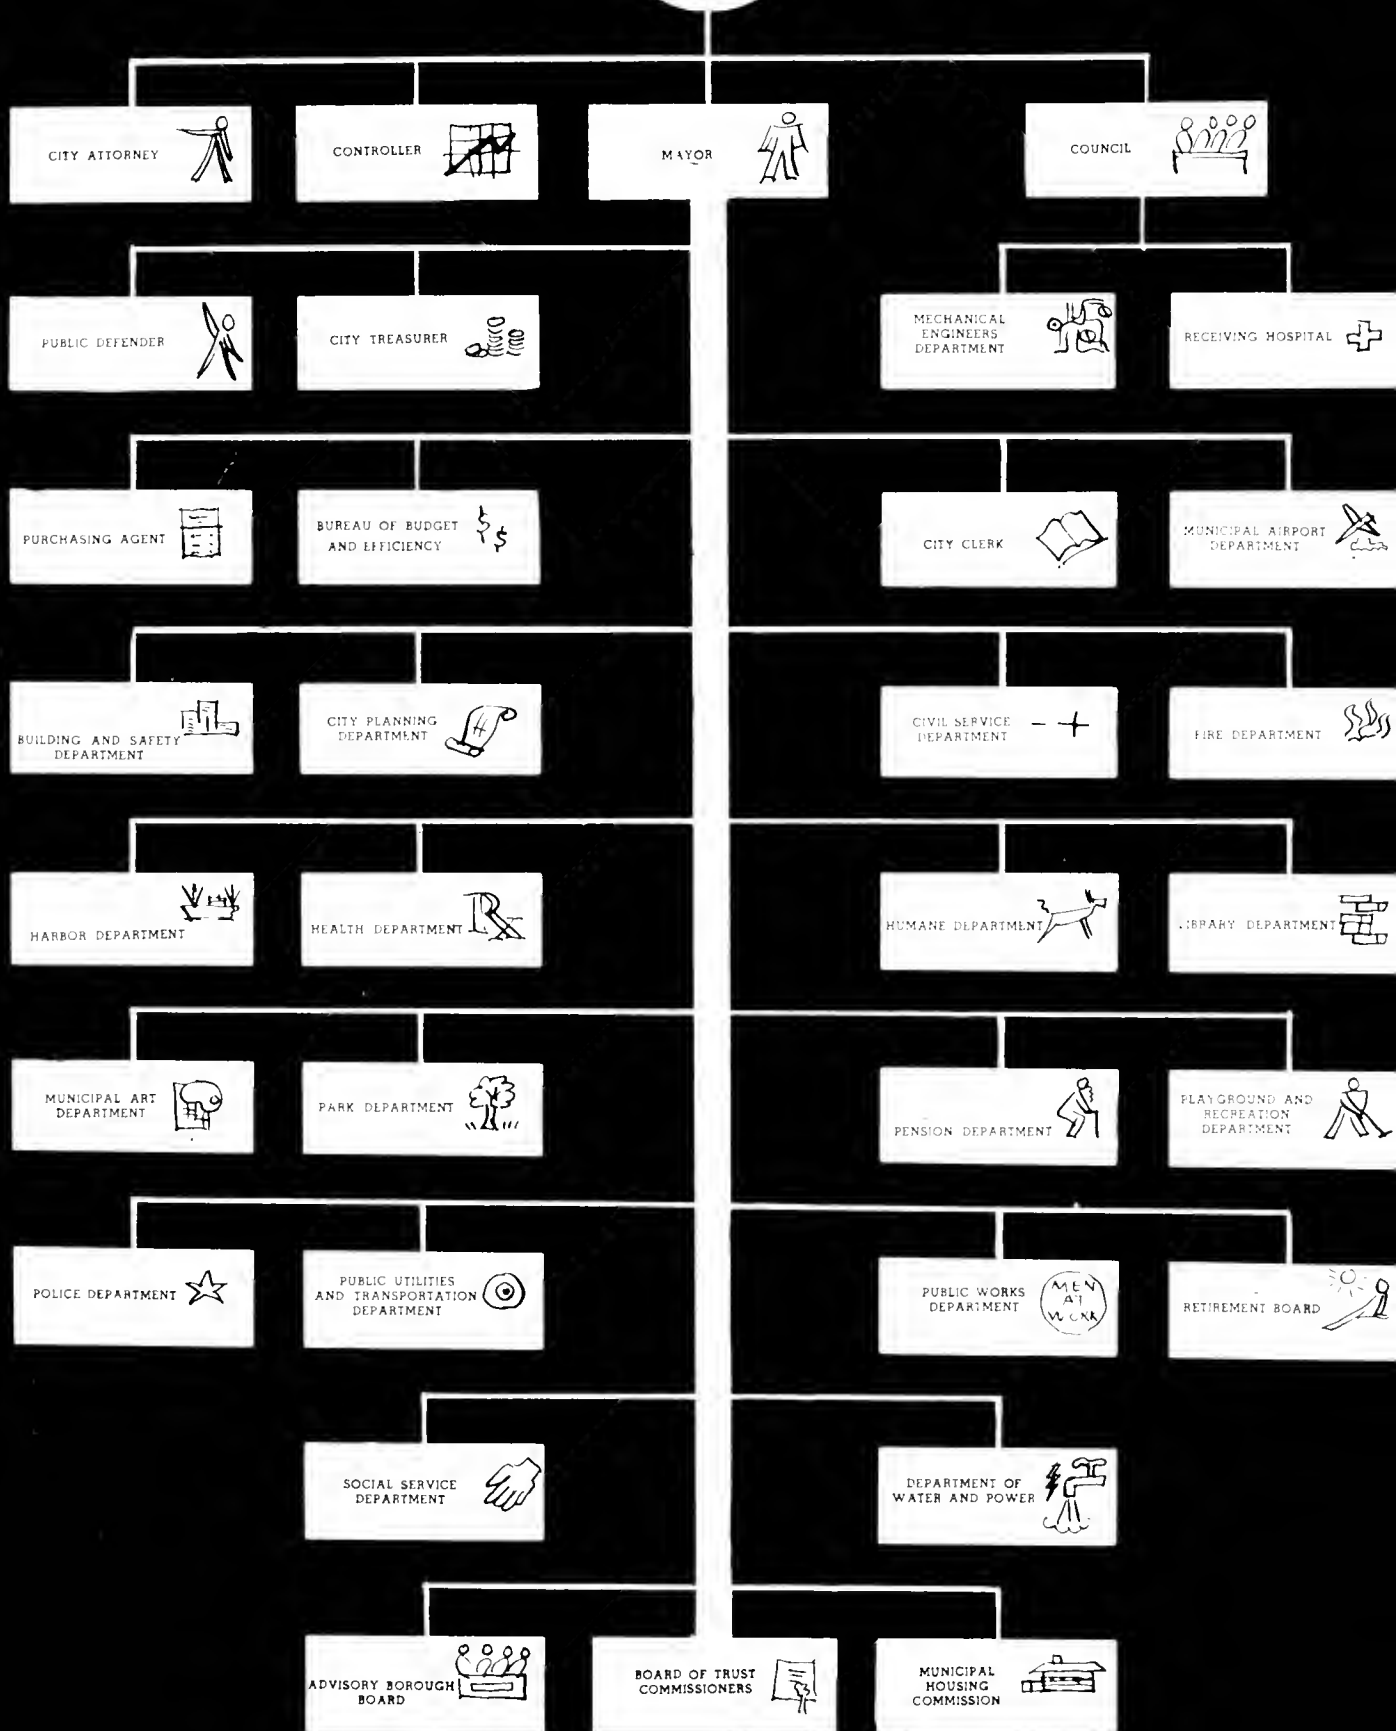 CITY ATTORNEY
CONTROLLER
MAYOR
COUNCIL
PUBLIC DEFENDER
CITY TREASURER
MECHANICAL
ENGINEERS
DEPARTMENT
RECEIVING HOSPITAL
PURCHASING AGENT
BUREAU OF BUDGET
AND EFFICIENCY
$
$
CITY CLERK
MUNICIPAL AIRPORT
DEPARTMENT
BUILDING AND SAFETY
DEPARTMENT
CITY PLANNING
DEPARTMENT
CIVIL SERVICE
DEPARTMENT
FIRE DEPARTMENT
HARBOR DEPARTMENT
HEALTH DEPARTMENT
HUMANE DEPARTMENT
LIBRARY DEPARTMENT
MUNICIPAL ART
DEPARTMENT
PARK DEPARTMENT
PENSION DEPARTMENT
PLAYGROUND AND
RECREATION
DEPARTMENT
POLICE DEPARTMENT
PUBLIC UTILITIES
AND TRANSPORTATION
DEPARTMENT
PUBLIC WORKS
DEPARTMENT
MEN
AT
WORK
RETIREMENT BOARD
SOCIAL SERVICE
DEPARTMENT
DEPARTMENT OF
WATER AND POWER
ADVISORY BOROUGH
BOARD
BOARD OF TRUST
COMMISSIONERS
MUNICIPAL
HOUSING
COMMISSION